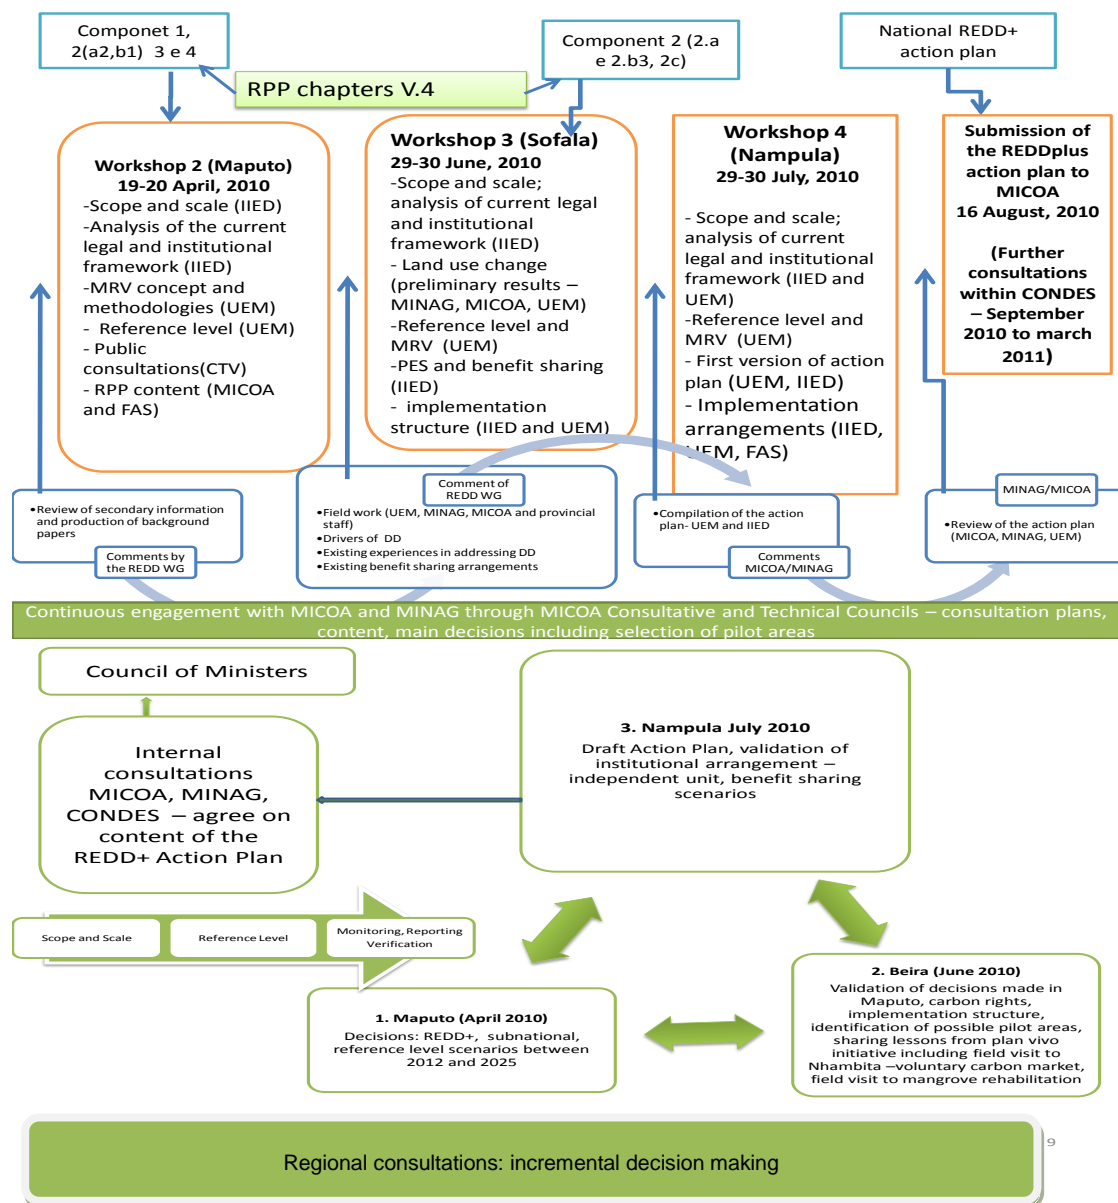 Componet 1,
2(a2,b1) 3 e 4
Component 2 (2.a
e 2.b3, 2c)
National REDD+
action plan
RPP chapters V.4
Workshop 2 (Maputo)
19-20 April, 2010
-Scope and scale (IIED)
-Analysis of the current
legal and institutional
framework (IIED)
-MRV concept and
methodologies (UEM)
- Reference level (UEM)
- Public
consultations(CTV)
- RPP content (MICOA
and FAS)
Workshop 3 (Sofala)
29-30 June, 2010
-Scope and scale;
analysis of current legal
and institutional
framework (IIED)
- Land use change
(preliminary results –
MINAG, MICOA, UEM)
-Reference level and
MRV (UEM)
-PES and benefit sharing
(IIED)
- implementation
structure (IIED and UEM)
Workshop 4
(Nampula)
29-30 July, 2010
- Scope and scale;
analysis of current
legal and institutional
framework (IIED and
UEM)
-Reference level and
MRV (UEM)
- First version of action
plan (UEM, IIED)
- Implementation
arrangements (IIED,
UEM, FAS)
Submission of
the REDDplus
action plan to
MICOA
16 August, 2010
(Further
consultations
within CONDES
– September
2010 to march
2011)
•Review of secondary information
and production of background
papers
Comments by
the REDD WG
Comment of
REDD WG
•Field work (UEM, MINAG, MICOA and provincial
staff)
•Drivers of DD
•Existing experiences in addressing DD
•Existing benefit sharing arrangements
•Compilation of the action
plan- UEM and IIED
Comments
MICOA/MINAG
MINAG/MICOA
•Review of the action plan
(MICOA, MINAG, UEM)
Continuous engagement with MICOA and MINAG through MICOA Consultative and Technical Councils – consultation plans,
content, main decisions including selection of pilot areas
Council of Ministers
Internal
consultations
MICOA, MINAG,
CONDES – agree on
content of the
REDD+ Action Plan
3. Nampula July 2010
Draft Action Plan, validation of
institutional arrangement –
independent unit, benefit sharing
scenarios
Scope and Scale
Reference Level
Monitoring, Reporting
Verification
1. Maputo (April 2010)
Decisions: REDD+, subnational,
reference level scenarios between
2012 and 2025
2. Beira (June 2010)
Validation of decisions made in
Maputo, carbon rights,
implementation structure,
identification of possible pilot areas,
sharing lessons from plan vivo
initiative including field visit to
Nhambita –voluntary carbon market,
field visit to mangrove rehabilitation
9
Regional consultations: incremental decision making